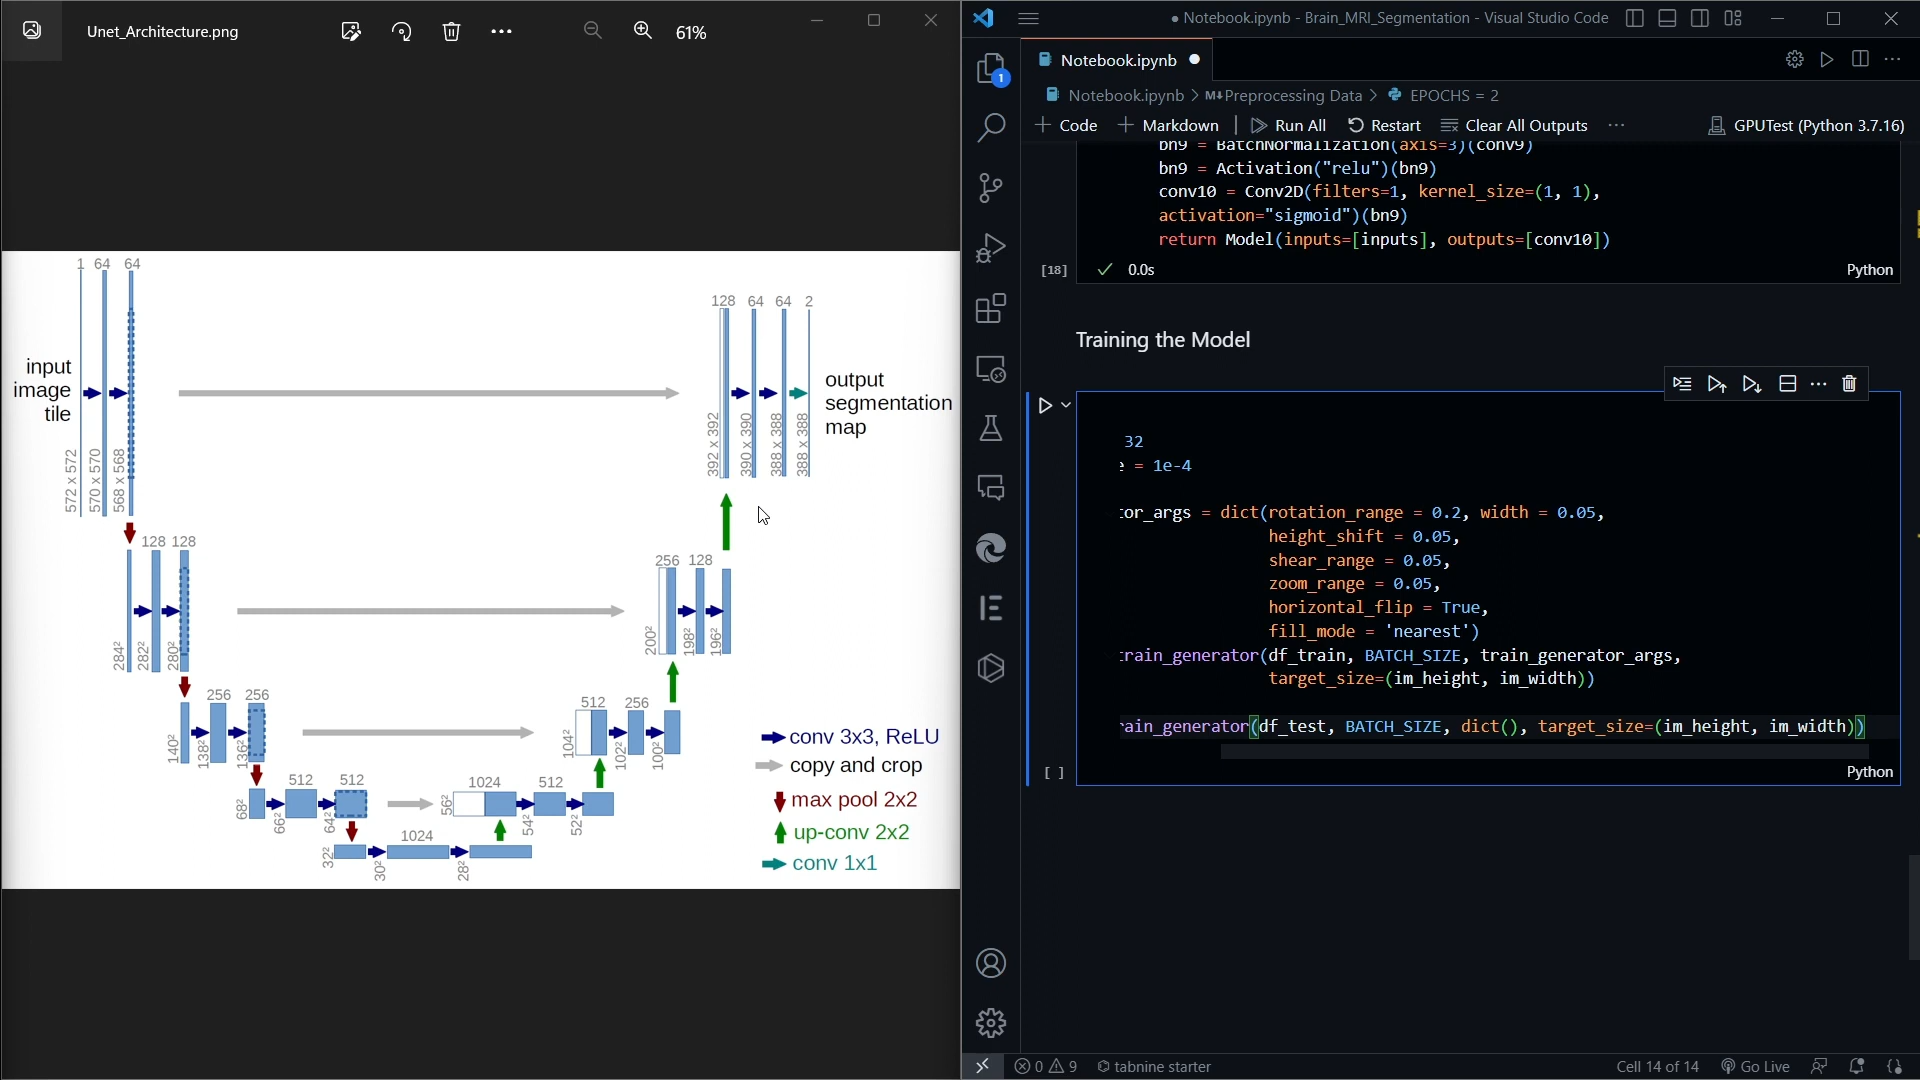 Unet_Architecture.png
61%
1 64 64
128 64 64 2
input
image
tile
output
segmentation
map
572 x 572
570 x 570
568 x 568
392 x 392
390 x 390
388 x 388
388 x 388
128 128
256 128
284²
282²
280²
200²
198²
196²
256 256
512 256
140²
138²
136²
104²
102²
100²
512 512
1024 512
68²
66²
64²
56²
54²
52²
1024
32²
30²
28²
conv 3x3, ReLU
copy and crop
max pool 2x2
up-conv 2x2
conv 1x1
● Notebook.ipynb - Brain_MRI_Segmentation - Visual Studio Code
1
Notebook.ipynb ●
Notebook.ipynb > M↓Preprocessing Data > EPOCHS = 2
+ Code + Markdown | Run All Restart Clear All Outputs ... GPUTest (Python 3.7.16)
bn9 = BatchNormalization(axis=3)(conv9)
bn9 = Activation("relu")(bn9)
conv10 = Conv2D(filters=1, kernel_size=(1, 1),
activation="sigmoid")(bn9)
return Model(inputs=[inputs], outputs=[conv10])
[18] ✓ 0.0s Python
Training the Model
32
= 1e-4
tor_args = dict(rotation_range = 0.2, width = 0.05,
height_shift = 0.05,
shear_range = 0.05,
zoom_range = 0.05,
horizontal_flip = True,
fill_mode = 'nearest')
train_generator(df_train, BATCH_SIZE, train_generator_args,
target_size=(im_height, im_width))
rain_generator(df_test, BATCH_SIZE, dict(), target_size=(im_height, im_width))
[ ] Python
0 9 tabnine starter Cell 14 of 14 Go Live